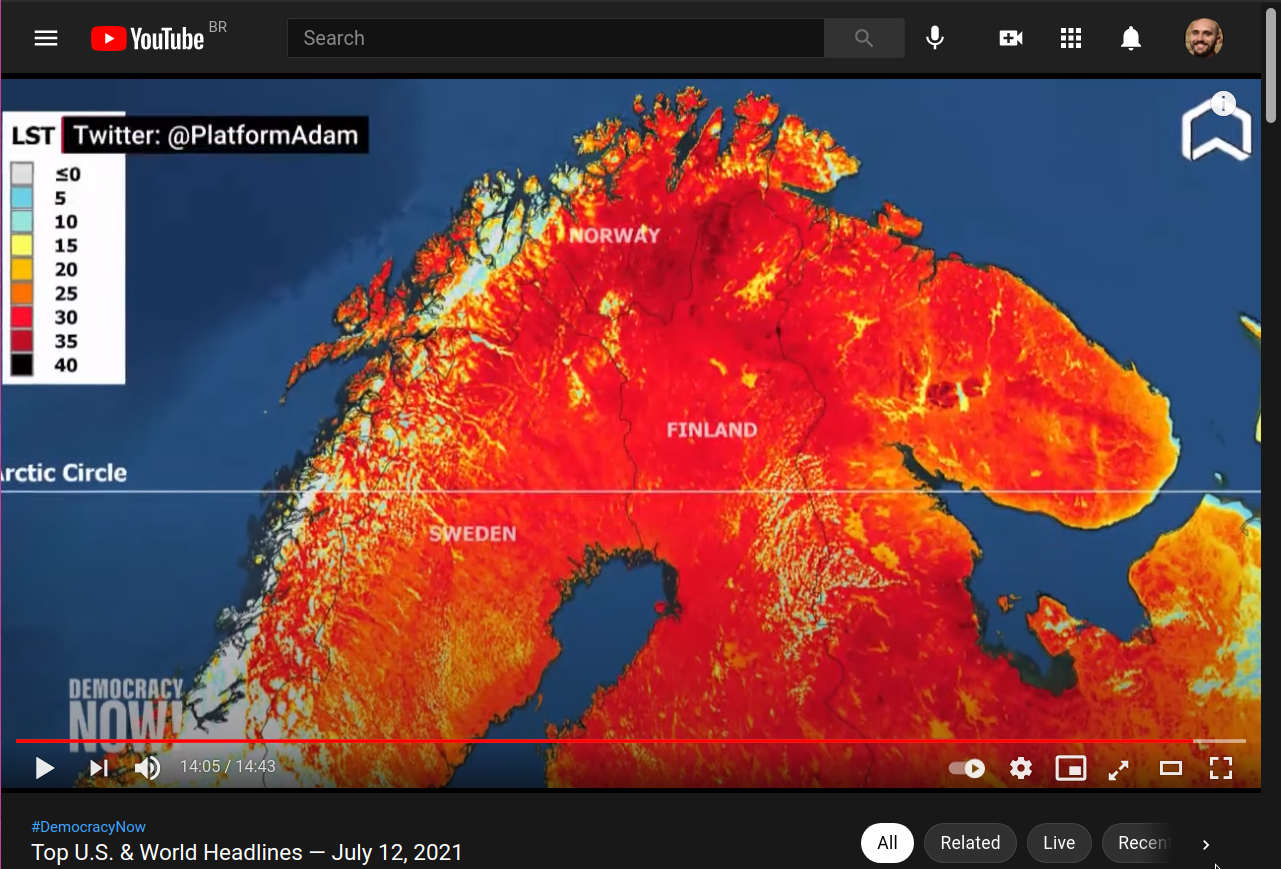 YouTube BR
Search
LST
Twitter: @PlatformAdam
≤0
5
10
15
20
25
30
35
40
NORWAY
FINLAND
Arctic Circle
SWEDEN
DEMOCRACY
NOW!
14:05 / 14:43
#DemocracyNow
Top U.S. & World Headlines — July 12, 2021
All
Related
Live
Recen